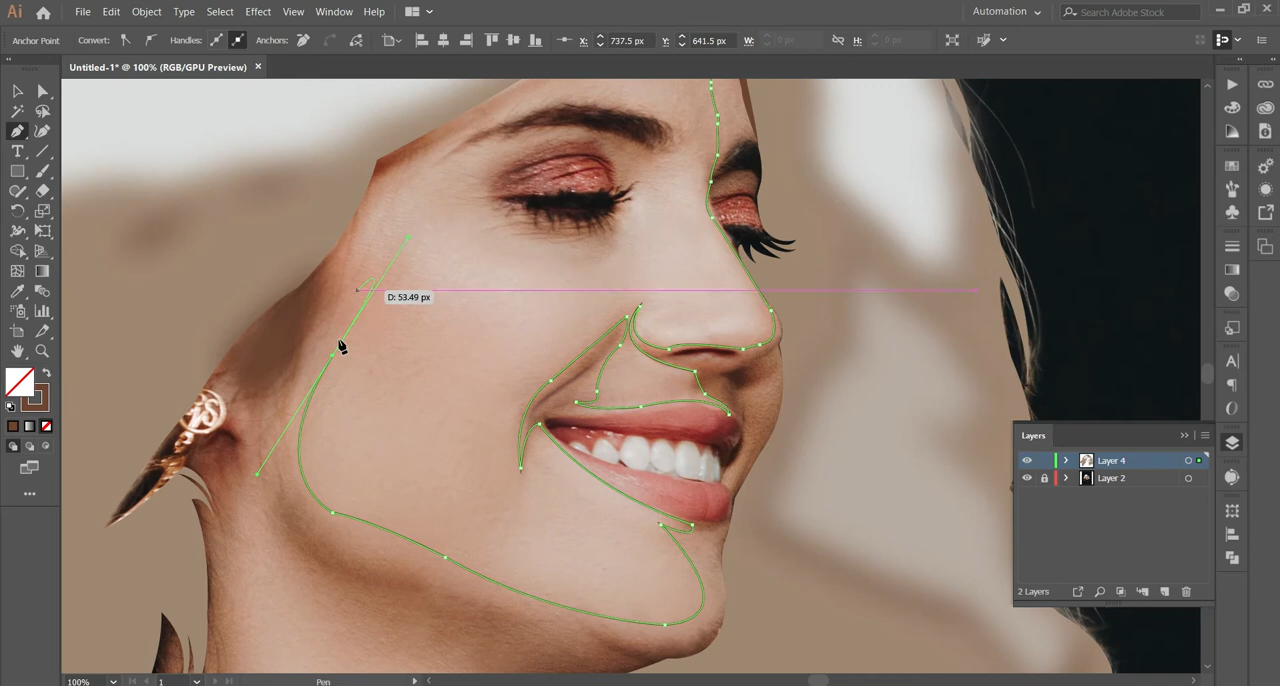 Ai File Edit Object Type Select Effect View Window Help Automation Search Adobe Stock
Anchor Point Convert: Handles: Anchors: X: 737.5 px Y: 641.5 px W: 0 px H: 0 px
Untitled-1* @ 100% (RGB/GPU Preview)
D: 53.49 px
Layers
Layer 4
Layer 2
2 Layers
100% 1 Pen